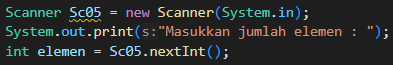 Scanner Sc05 = new Scanner(System.in);
System.out.print(s:"Masukkan jumlah elemen : ");
int elemen = Sc05.nextInt();